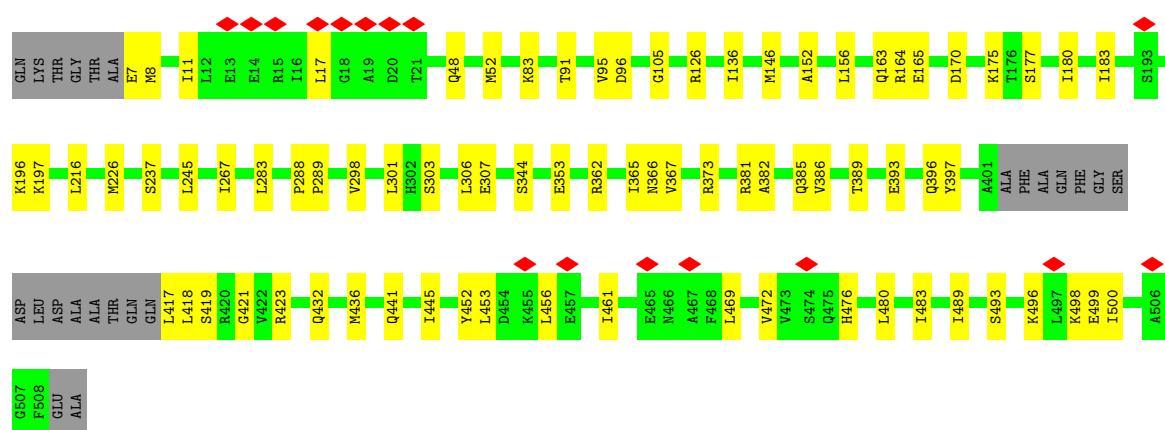 GLN LYS THR GLY THR ALA E7 M8 I11 L12 E13 E14 R15 I16 L17 G18 A19 D20 T21 Q48 M52 K83 T91 V95 D96 G105 R126 I136 M146 A152 L156 Q163 R164 E165 D170 K175 T176 S177 I180 I183 S193
K196 K197 L216 M226 S237 L245 I267 L283 P288 P289 V298 L301 H302 S303 L306 E307 S344 E353 R362 I365 N366 V367 R373 R381 A382 Q385 V386 T389 E393 Q396 Y397 A401 ALA PHE ALA GLN PHE GLY SER
ASP LEU ASP ALA ALA THR GLN GLN L417 L418 S419 R420 G421 V422 R423 Q432 M436 Q441 I445 Y452 L453 D454 K455 L456 E457 I461 E465 N466 A467 F468 L469 V472 V473 S474 Q475 H476 L480 I483 I489 S493 K496 L497 K498 E499 I500 A506
G507 F508 GLU ALA